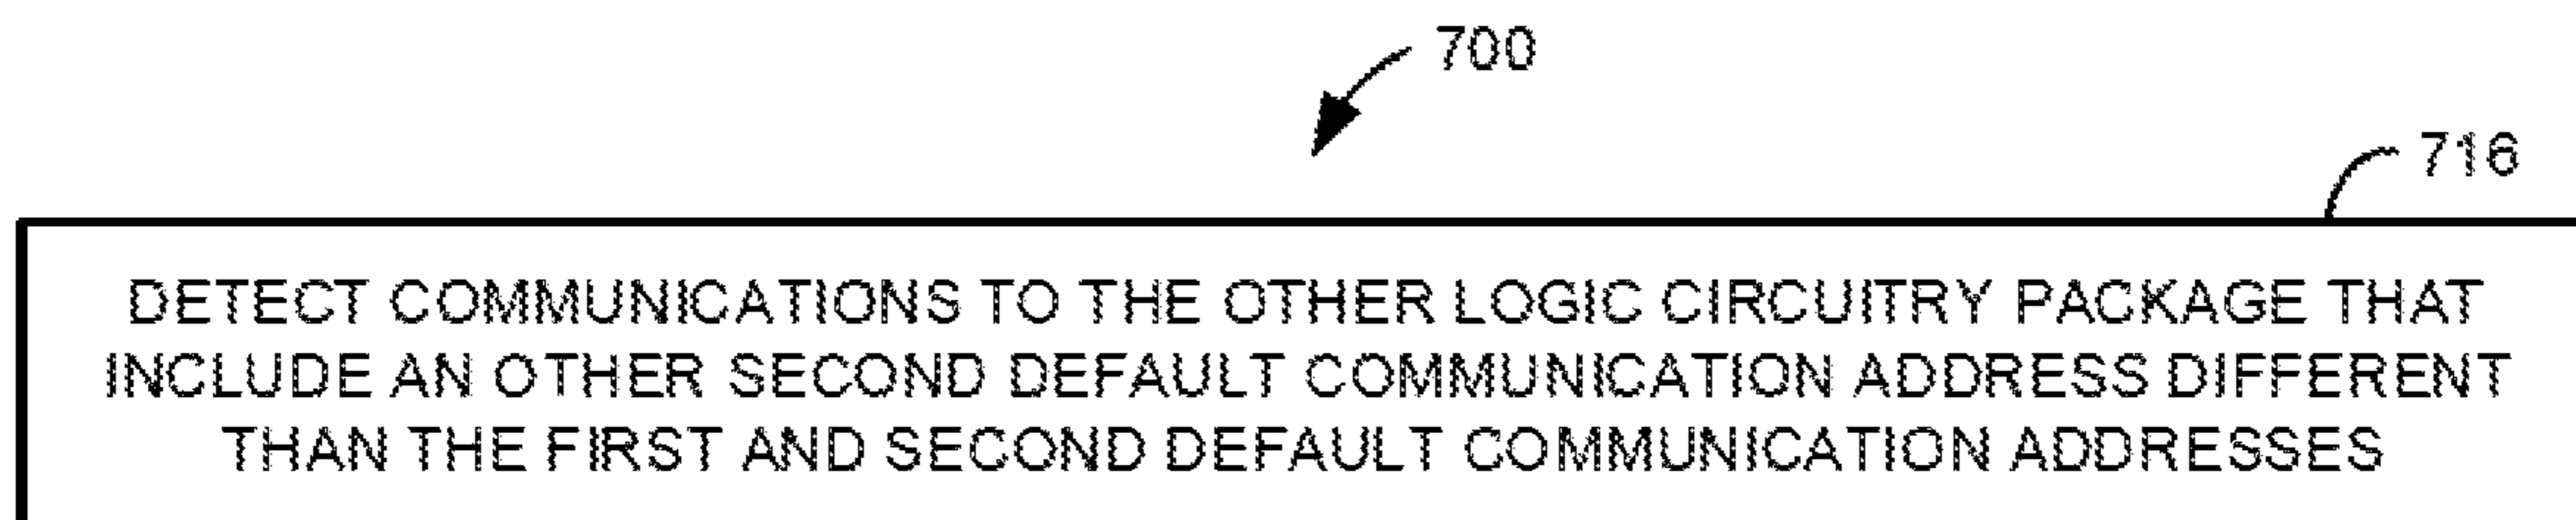 700
716
DETECT COMMUNICATIONS TO THE OTHER LOGIC CIRCUITRY PACKAGE THAT
INCLUDE AN OTHER SECOND DEFAULT COMMUNICATION ADDRESS DIFFERENT
THAN THE FIRST AND SECOND DEFAULT COMMUNICATION ADDRESSES